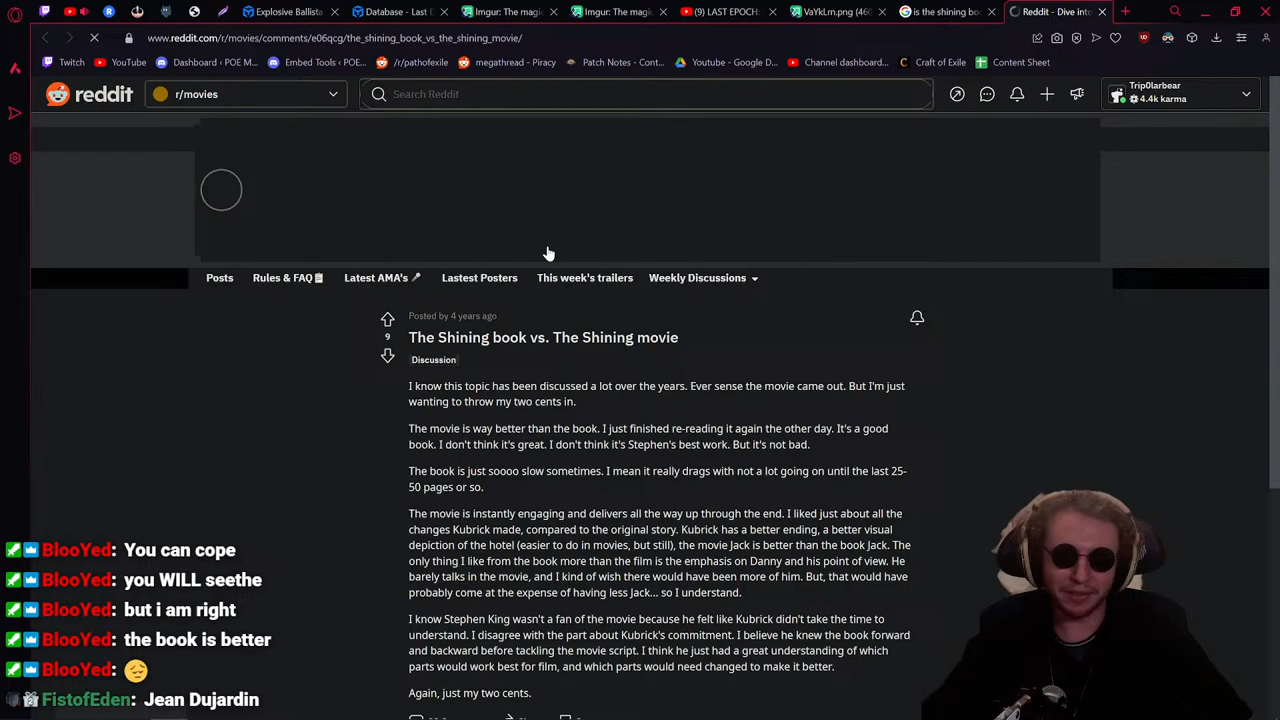 Explosive Ballista
Database - Last E
Imgur: The magic
Imgur: The magic
(9) LAST EPOCH:
VaYkLrn.png (460
is the shining boo
Reddit - Dive into
www.reddit.com/r/movies/comments/e06qcg/the_shining_book_vs_the_shining_movie/
Twitch
YouTube
Dashboard ‹ POE M...
Embed Tools ‹ POE...
/r/pathofexile
megathread - Piracy
Patch Notes - Cont...
Youtube - Google D...
Channel dashboard...
Craft of Exile
Content Sheet
reddit
r/movies
Search Reddit
Trip0larbear
4.4k karma
Posts
Rules & FAQ📋
Latest AMA's🎤
Lastest Posters
This week's trailers
Weekly Discussions
Posted by 4 years ago
9
The Shining book vs. The Shining movie
Discussion
I know this topic has been discussed a lot over the years. Ever sense the movie came out. But I'm just
wanting to throw my two cents in.
The movie is way better than the book. I just finished re-reading it again the other day. It's a good
book. I don't think it's great. I don't think it's Stephen's best work. But it's not bad.
The book is just soooo slow sometimes. I mean it really drags with not a lot going on until the last 25-
50 pages or so.
The movie is instantly engaging and delivers all the way up through the end. I liked just about all the
changes Kubrick made, compared to the original story. Kubrick has a better ending, a better visual
depiction of the hotel (easier to do in movies, but still), the movie Jack is better than the book Jack. The
only thing I like from the book more than the film is the emphasis on Danny and his point of view. He
barely talks in the movie, and I kind of wish there would have been more of him. But, that would have
probably come at the expense of having less Jack... so I understand.
I know Stephen King wasn't a fan of the movie because he felt like Kubrick didn't take the time to
understood. I disagree with the part about Kubrick's commitment. I believe he knew the book forward
and backward before tackling the movie script. I think he just had a great understanding of which
parts would work best for film, and which parts would need changed to make it better.
Again, just my two cents.
BlooYed: You can cope
BlooYed: you WILL seethe
BlooYed: but i am right
BlooYed: the book is better
BlooYed: 😔
FistofEden: Jean Dujardin